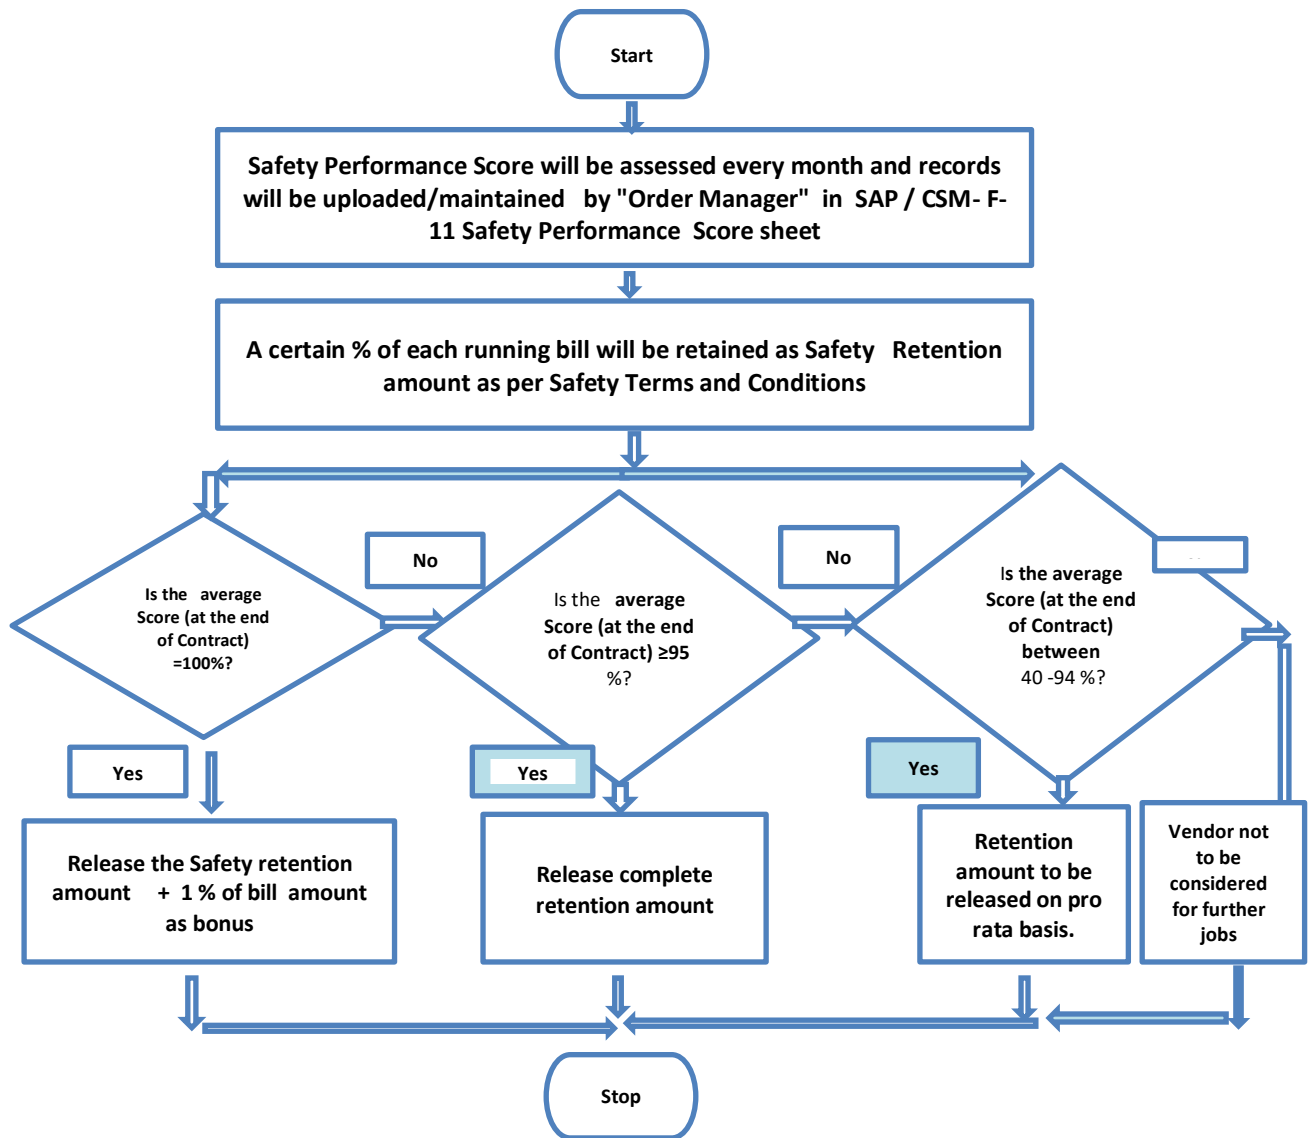 Start
Safety Performance Score will be assessed every month and records
will be uploaded/maintained by "Order Manager" in SAP / CSM- F-
11 Safety Performance Score sheet
A certain % of each running bill will be retained as Safety Retention
amount as per Safety Terms and Conditions
No
No
Is the average
Score (at the end
of Contract)
=100%?
Is the average
Score (at the end
of Contract) ≥95
%?
Is the average
Score (at the end
of Contract)
between
40 -94 %?
Yes
Yes
Yes
Release the Safety retention
amount + 1 % of bill amount
as bonus
Release complete
retention amount
Retention
amount to be
released on pro
rata basis.
Vendor not
to be
considered
for further
jobs
Stop